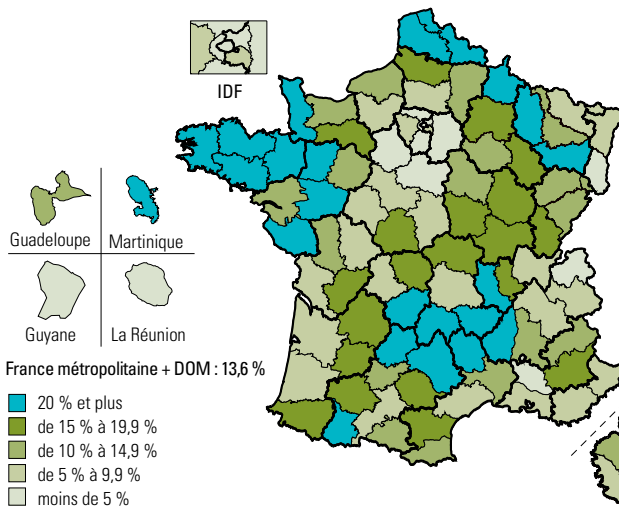 IDF
Guadeloupe
Martinique
Guyane
La Réunion
France métropolitaine + DOM : 13,6 %
20 % et plus
de 15 % à 19,9 %
de 10 % à 14,9 %
de 5 % à 9,9 %
moins de 5 %